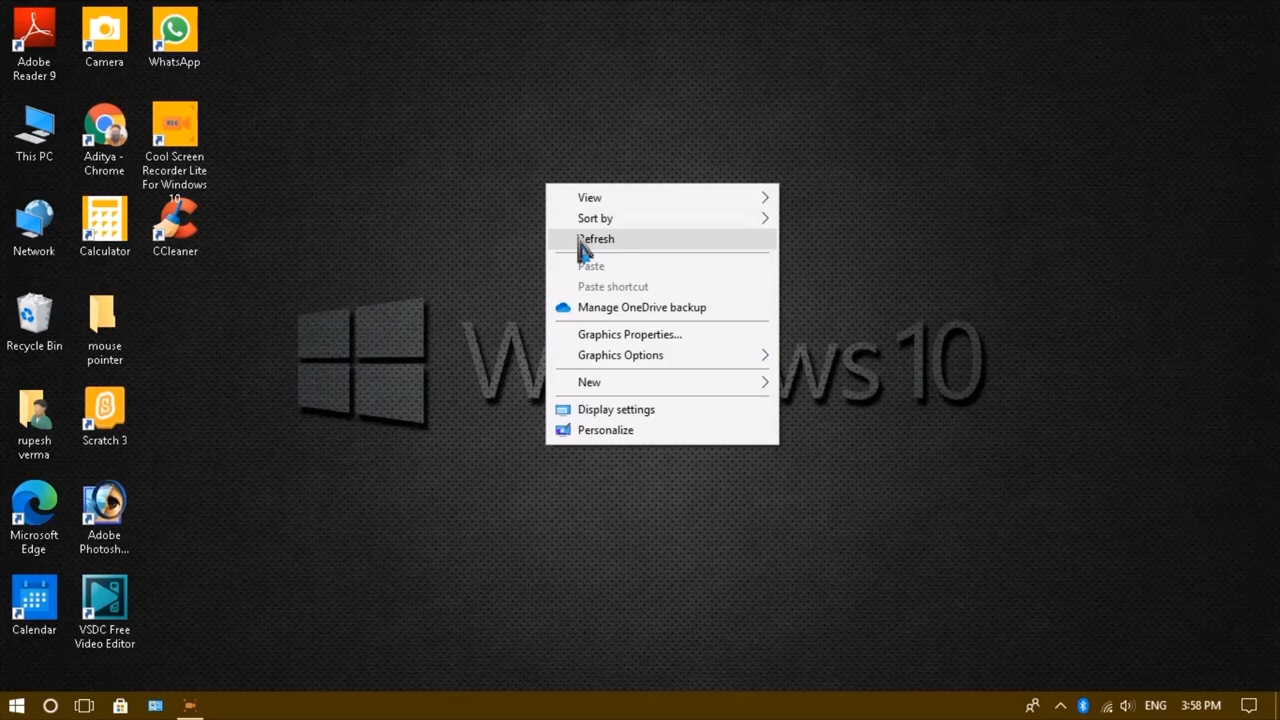 Adobe
Reader 9
Camera
WhatsApp
This PC
Aditya -
Chrome
REC
Cool Screen
Recorder Lite
For Windows
10
Network
Calculator
CCleaner
Recycle Bin
mouse
pointer
rupesh
verma
Scratch 3
Microsoft
Edge
Adobe
Photosh...
Calendar
VSDC Free
Video Editor
View
Sort by
Refresh
Paste
Paste shortcut
Manage OneDrive backup
Graphics Properties...
Graphics Options
New
Display settings
Personalize
Windows 10
ENG
3:58 PM